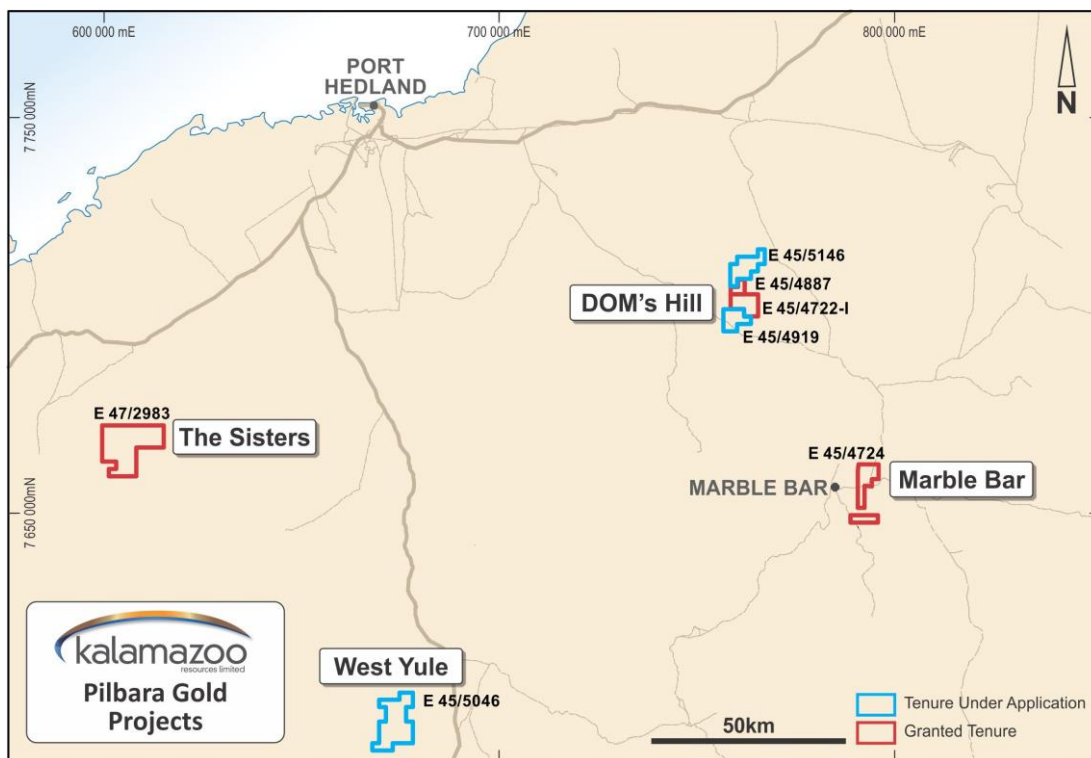 600 000 mE
700 000 mE
800 000 mE
7 750 000mN
7 650 000mN
PORT
HEDLAND
N
E 45/5146
E 45/4887
DOM's Hill
E 45/4722-I
E 45/4919
E 47/2983
The Sisters
E 45/4724
MARBLE BAR
Marble Bar
West Yule
E 45/5046
kalamazoo
resources limited
Pilbara Gold
Projects
50km
Tenure Under Application
Granted Tenure